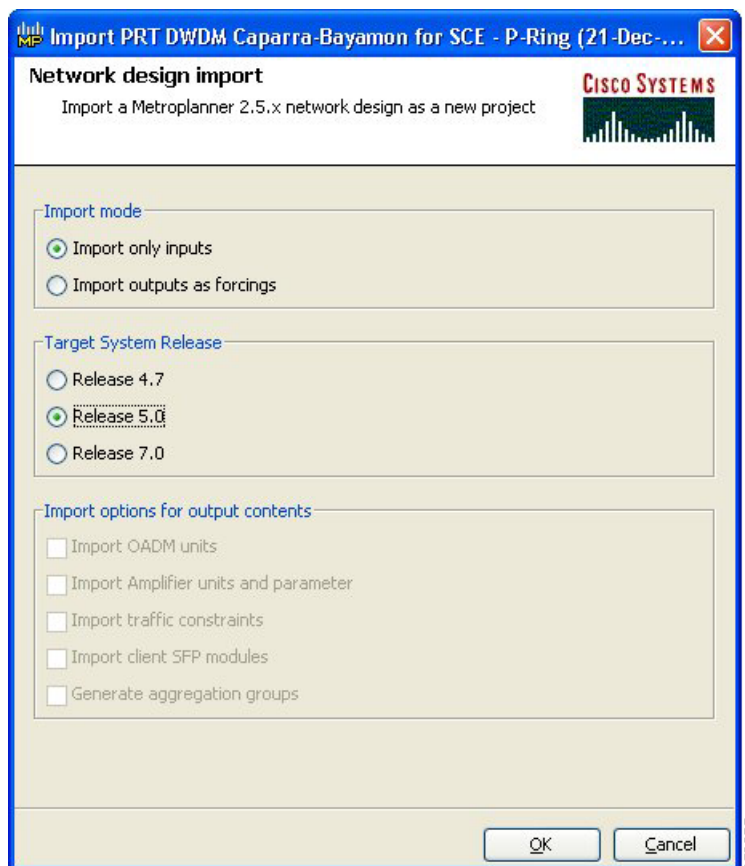 MP Import PRT DWDM Caparra-Bayamon for SCE - P-Ring (21-Dec-...
Network design import
Import a Metroplanner 2.5.x network design as a new project
CISCO SYSTEMS
Import mode
Import only inputs
Import outputs as forcings
Target System Release
Release 4.7
Release 5.0
Release 7.0
Import options for output contents
Import OADM units
Import Amplifier units and parameter
Import traffic constraints
Import client SFP modules
Generate aggregation groups
OK
Cancel